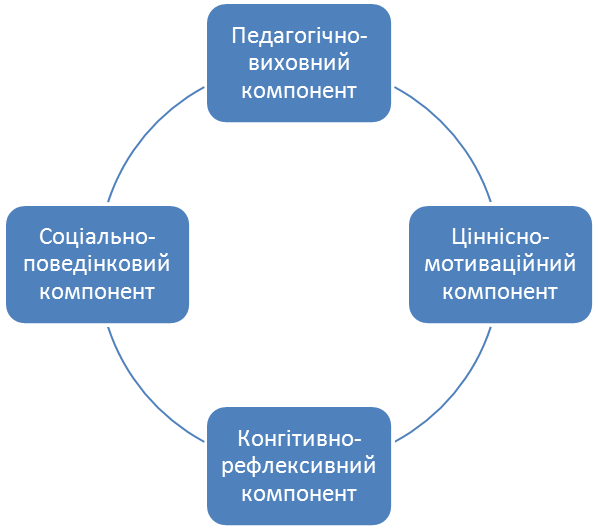 Педагогічно-
виховний
компонент
Соціально-
поведінковий
компонент
Ціннісно-
мотиваційний
компонент
Конгітивно-
рефлексивний
компонент